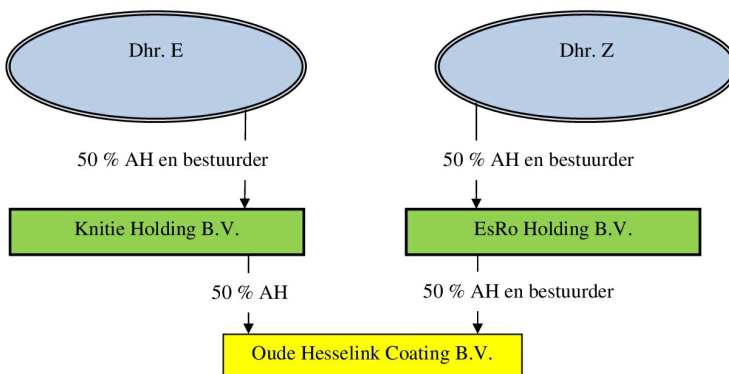 Dhr. E
Dhr. Z
50 % AH en bestuurder
50 % AH en bestuurder
Knitie Holding B.V.
EsRo Holding B.V.
50 % AH
50 % AH en bestuurder
Oude Hesselink Coating B.V.